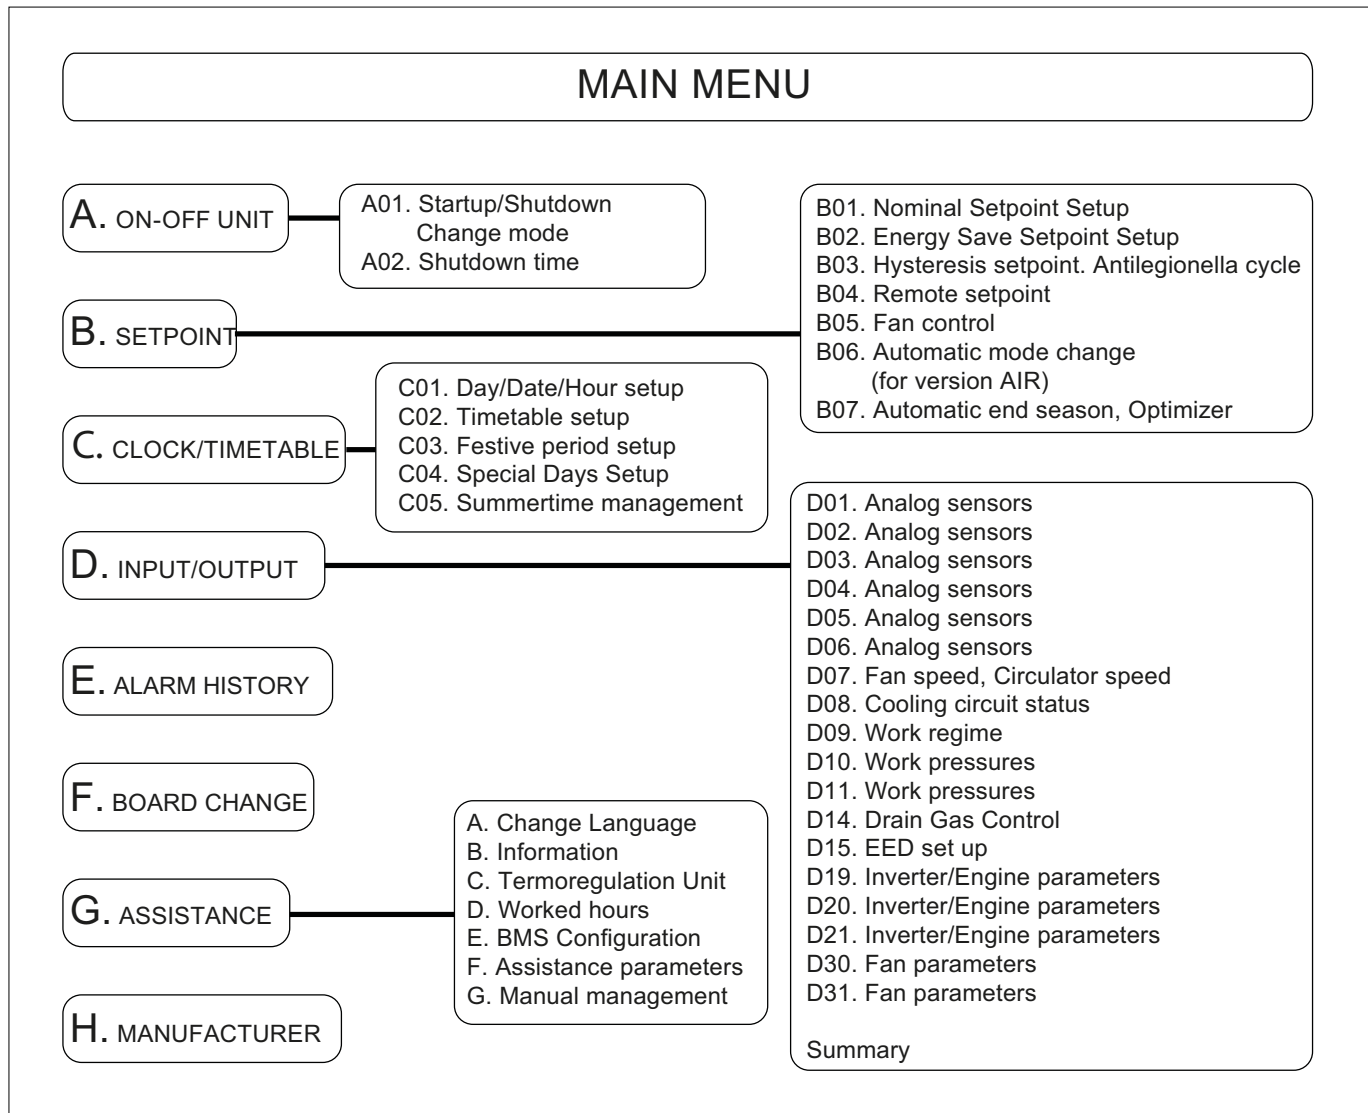 MAIN MENU
A. ON-OFF UNIT
A01. Startup/Shutdown
Change mode
A02. Shutdown time
B. SETPOINT
B01. Nominal Setpoint Setup
B02. Energy Save Setpoint Setup
B03. Hysteresis setpoint. Antilegionella cycle
B04. Remote setpoint
B05. Fan control
B06. Automatic mode change
(for version AIR)
B07. Automatic end season, Optimizer
C. CLOCK/TIMETABLE
C01. Day/Date/Hour setup
C02. Timetable setup
C03. Festive period setup
C04. Special Days Setup
C05. Summertime management
D. INPUT/OUTPUT
D01. Analog sensors
D02. Analog sensors
D03. Analog sensors
D04. Analog sensors
D05. Analog sensors
D06. Analog sensors
D07. Fan speed, Circulator speed
D08. Cooling circuit status
D09. Work regime
D10. Work pressures
D11. Work pressures
D14. Drain Gas Control
D15. EED set up
D19. Inverter/Engine parameters
D20. Inverter/Engine parameters
D21. Inverter/Engine parameters
D30. Fan parameters
D31. Fan parameters
Summary
E. ALARM HISTORY
F. BOARD CHANGE
G. ASSISTANCE
A. Change Language
B. Information
C. Termoregulation Unit
D. Worked hours
E. BMS Configuration
F. Assistance parameters
G. Manual management
H. MANUFACTURER